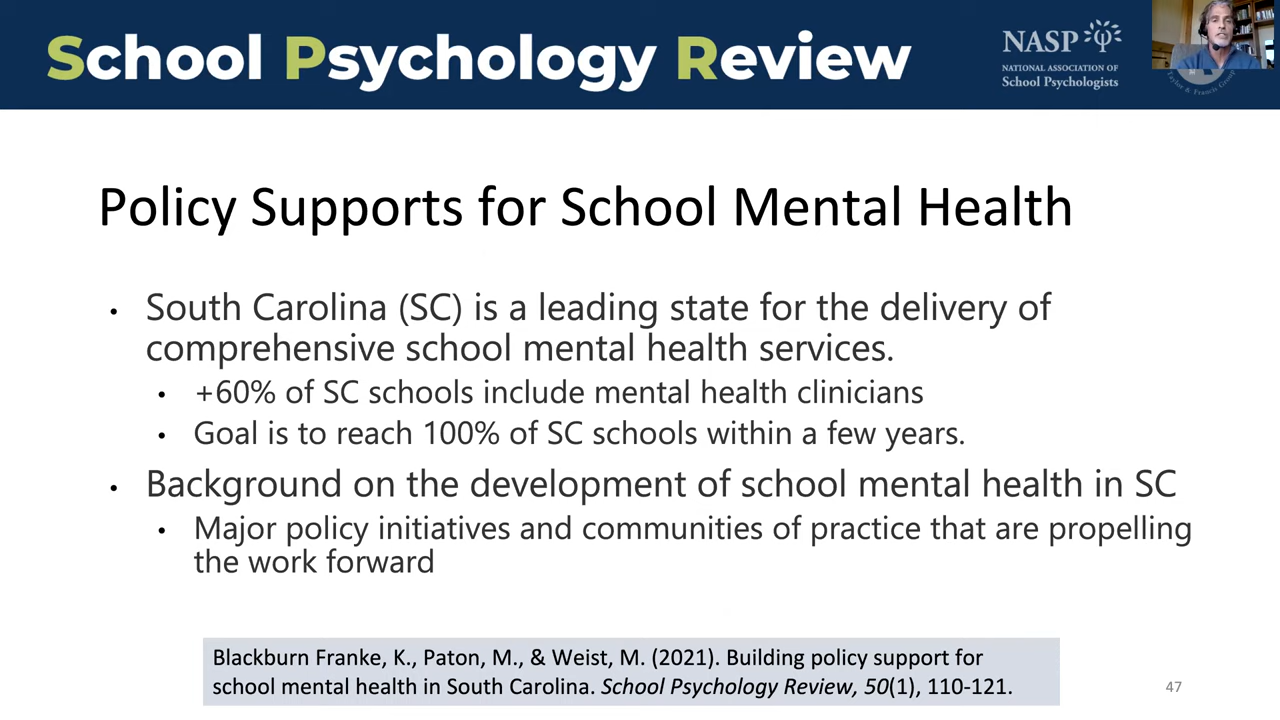 School Psychology Review
NASP
NATIONAL ASSOCIATION OF
School Psychologists
Taylor & Francis Group
Policy Supports for School Mental Health
• South Carolina (SC) is a leading state for the delivery of
comprehensive school mental health services.
• +60% of SC schools include mental health clinicians
• Goal is to reach 100% of SC schools within a few years.
• Background on the development of school mental health in SC
• Major policy initiatives and communities of practice that are propelling
the work forward
Blackburn Franke, K., Paton, M., & Weist, M. (2021). Building policy support for
school mental health in South Carolina. School Psychology Review, 50(1), 110-121.
47